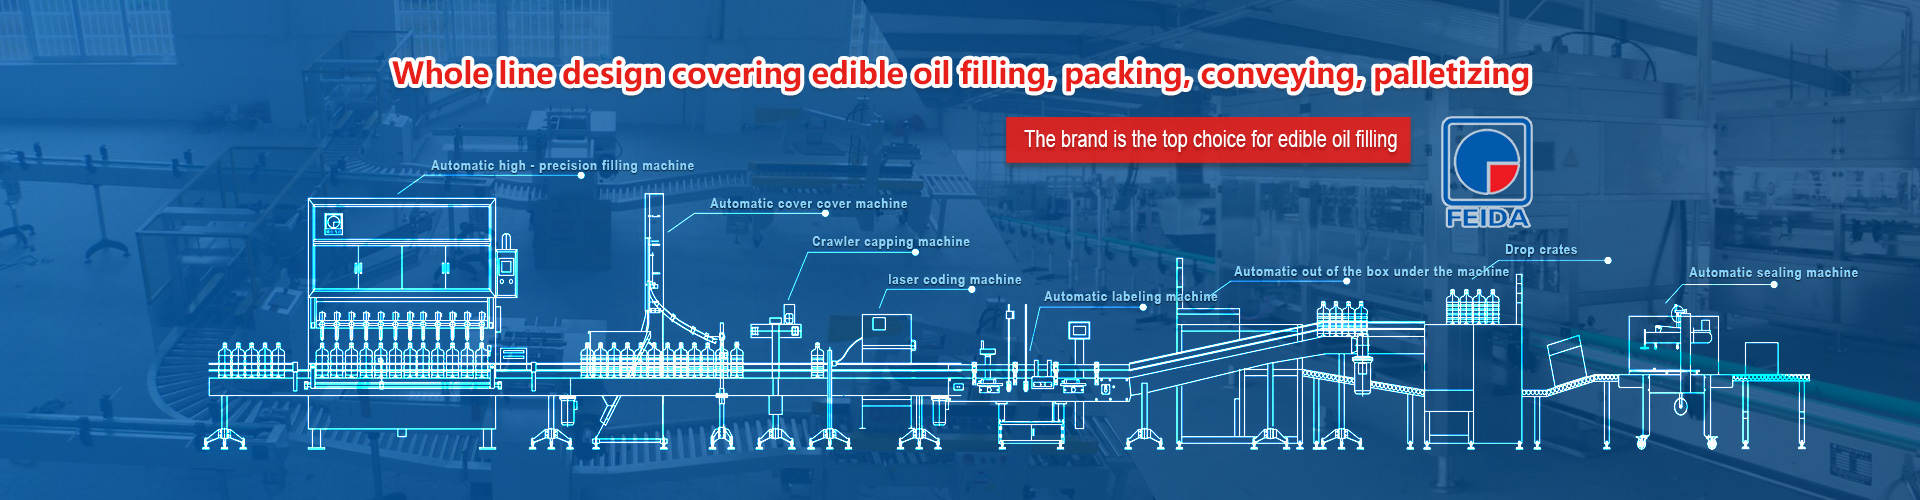 Whole line design covering edible oil filling, packing, conveying, palletizing
The brand is the top choice for edible oil filling
FEIDA
Automatic high - precision filling machine
Automatic cover cover machine
Crawler capping machine
laser coding machine
Automatic labeling machine
Automatic out of the box under the machine
Drop crates
Automatic sealing machine